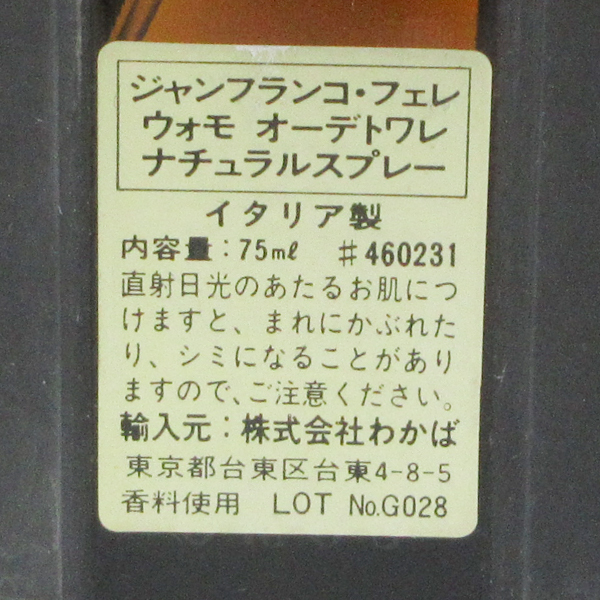 ジャンフランコ・フェレ
ウォモ オーデトワレ
ナチュラルスプレー
イタリア製
内容量：75ml ♯460231
直射日光のあたるお肌につ
けますと、まれにかぶれた
り、シミになることがあり
ますので、ご注意ください。
輸入元：株式会社わかば
東京都台東区台東4-8-5
香料使用 LOT No.G028